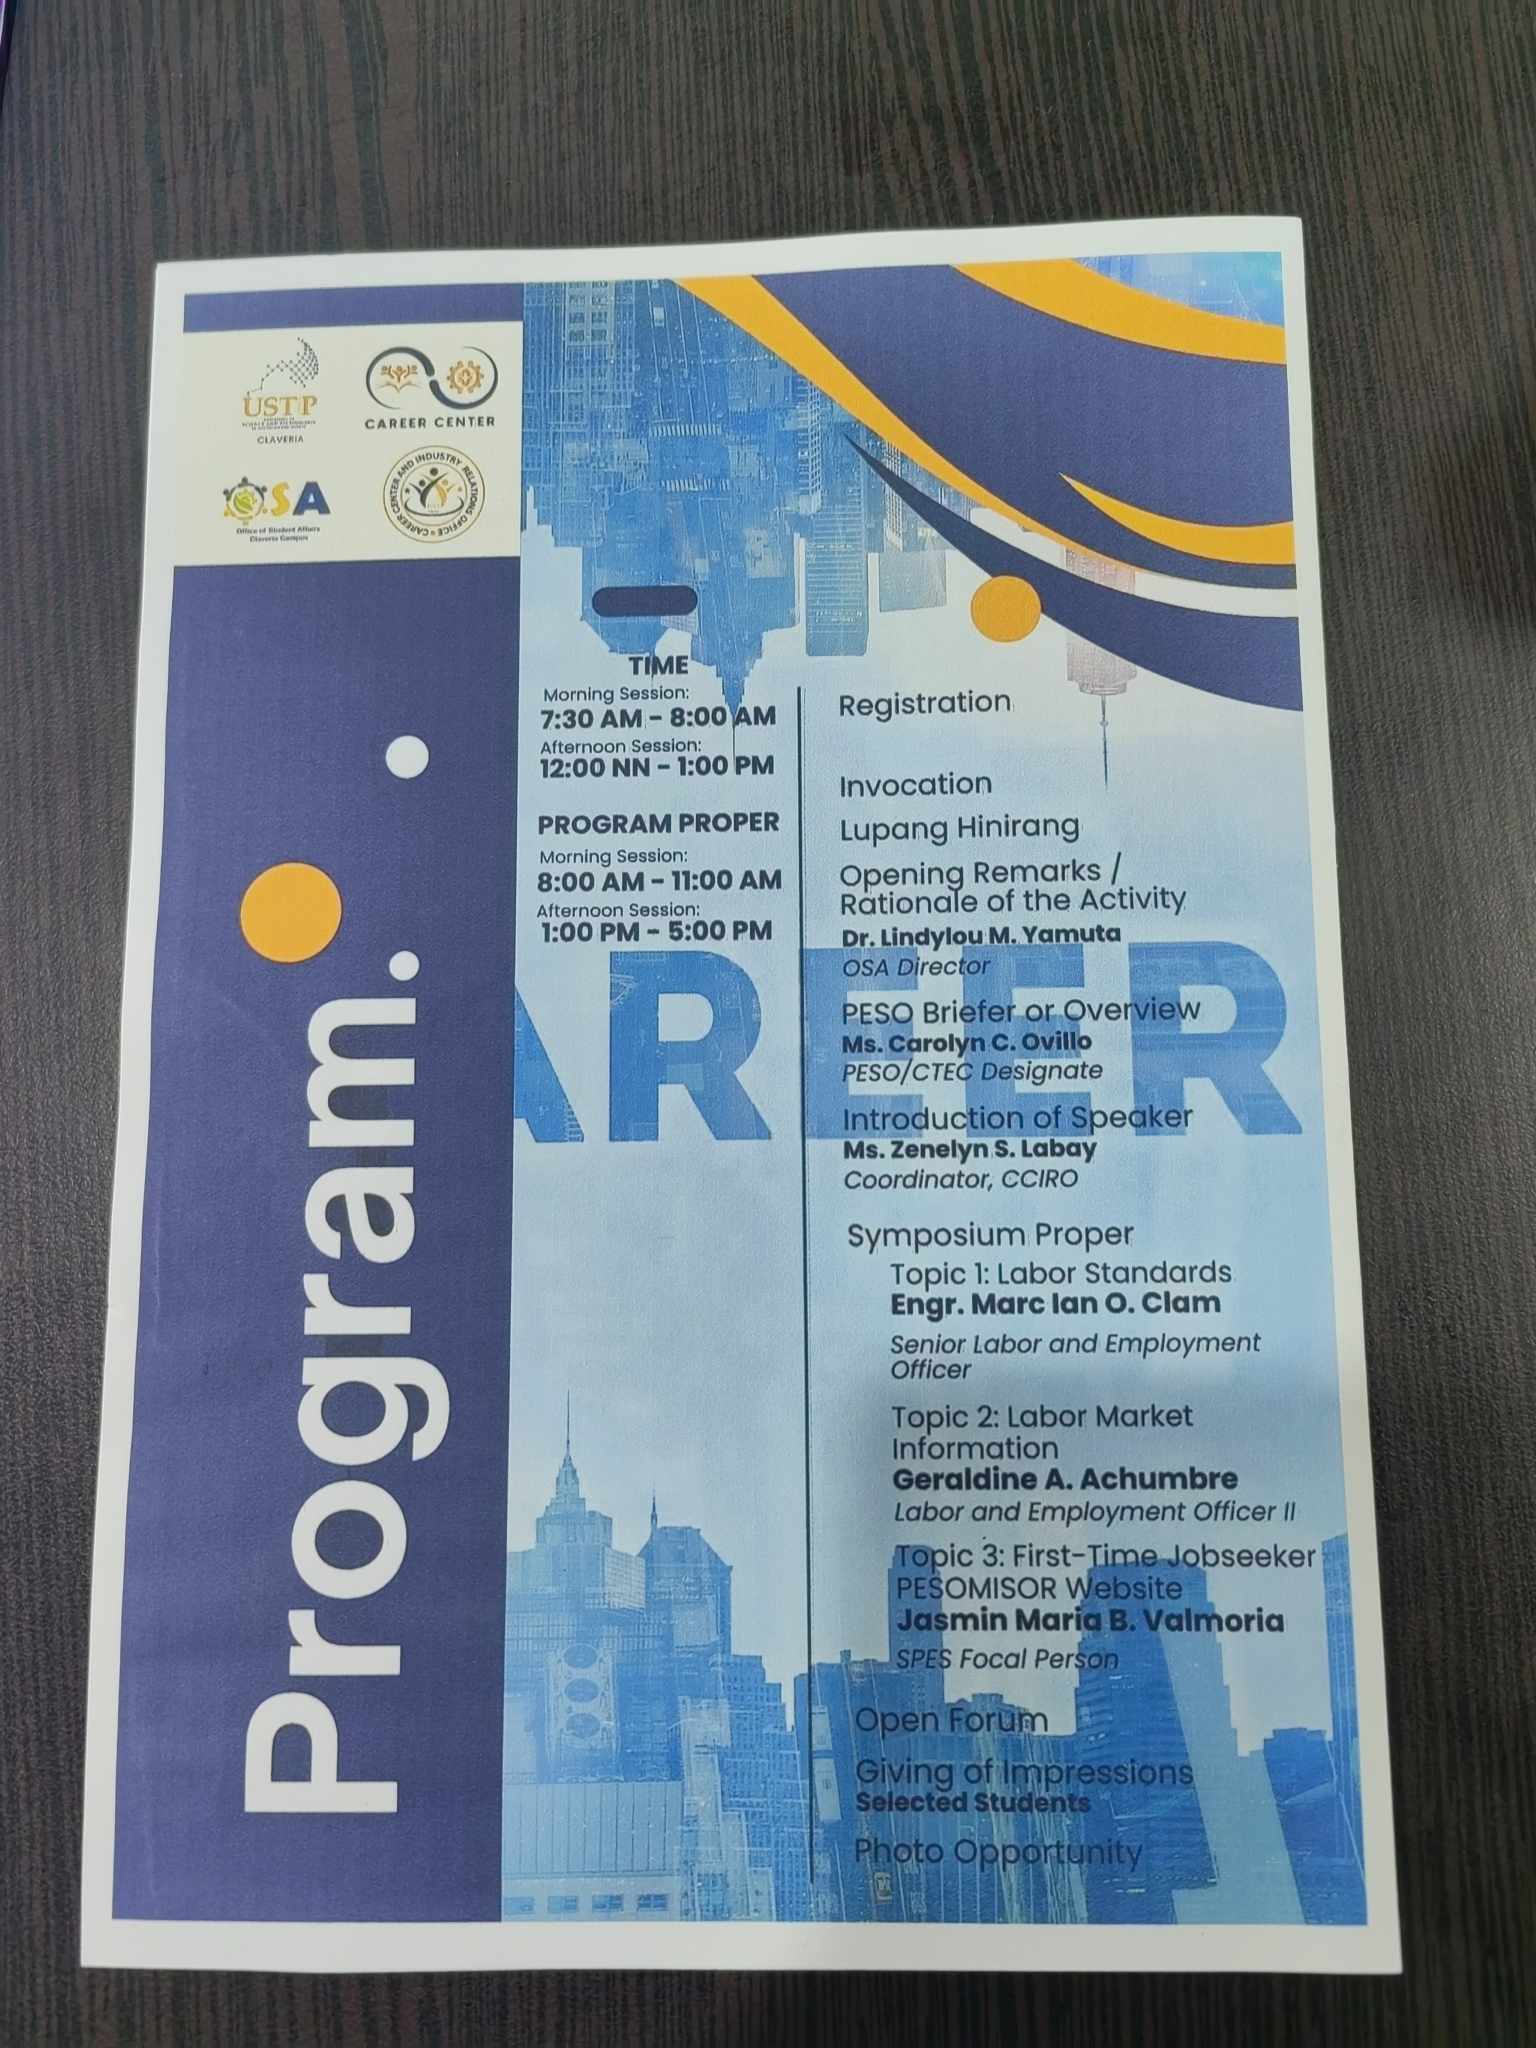 USTP
CLAVERIA
CAREER CENTER
OSA
Office of Student Affairs
Claveria Campus
CAREER CENTER AND INDUSTRY RELATIONS OFFICE
Program.
TIME
Morning Session:
7:30 AM - 8:00 AM
Afternoon Session:
12:00 NN - 1:00 PM
PROGRAM PROPER
Morning Session:
8:00 AM - 11:00 AM
Afternoon Session:
1:00 PM - 5:00 PM
AREER
Registration
Invocation
Lupang Hinirang
Opening Remarks /
Rationale of the Activity
Dr. Lindylou M. Yamuta
OSA Director
PESO Briefer or Overview
Ms. Carolyn C. Ovillo
PESO/CTEC Designate
Introduction of Speaker
Ms. Zenelyn S. Labay
Coordinator, CCIRO
Symposium Proper
Topic 1: Labor Standards
Engr. Marc Ian O. Clam
Senior Labor and Employment
Officer
Topic 2: Labor Market
Information
Geraldine A. Achumbre
Labor and Employment Officer II
Topic 3: First-Time Jobseeker
PESOMISOR Website
Jasmin Maria B. Valmoria
SPES Focal Person
Open Forum
Giving of Impressions
Selected Students
Photo Opportunity